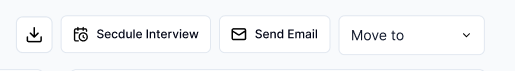 Secdule Interview
Send Email
Move to